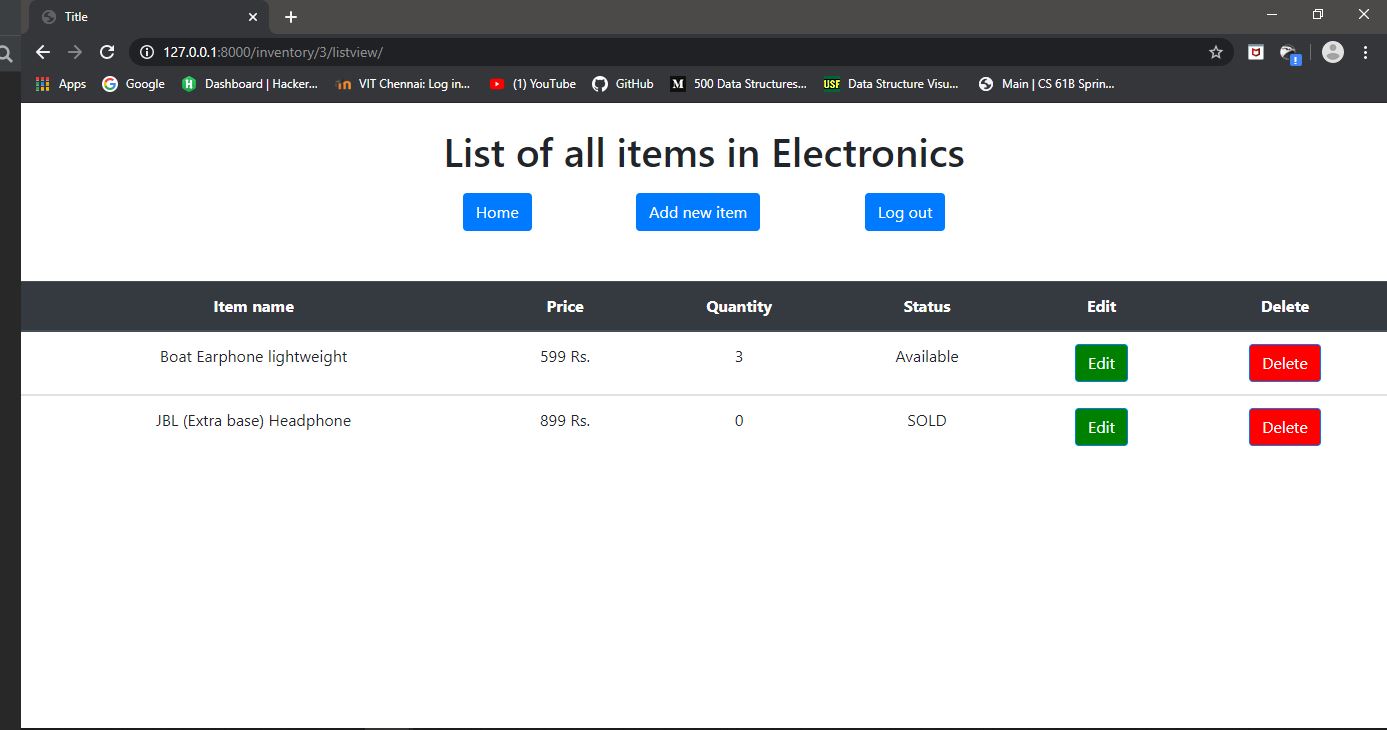 Title
127.0.0.1:8000/inventory/3/listview/
Apps Google Dashboard | Hacker... VIT Chennai: Log in... (1) YouTube GitHub 500 Data Structures... Data Structure Visu... Main | CS 61B Sprin...
List of all items in Electronics
Home Add new item Log out
Item name Price Quantity Status Edit Delete
Boat Earphone lightweight 599 Rs. 3 Available Edit Delete
JBL (Extra base) Headphone 899 Rs. 0 SOLD Edit Delete